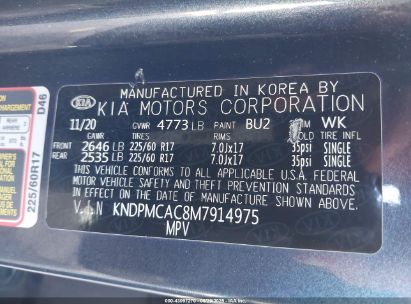 MANUFACTURED IN KOREA BY
KIA KIA MOTORS CORPORATION
11/20 GVWR 4773 LB PAINT BU2 WK
GAWR TIRES RIMS COLD TIRE INFL
FRONT 2646 LB 225/60 R17 7.0Jx17 35psi SINGLE
REAR 2535 LB 225/60 R17 7.0Jx17 35psi SINGLE
THIS VEHICLE CONFORMS TO ALL APPLICABLE U.S.A. FEDERAL
MOTOR VEHICLE SAFETY AND THEFT PREVENTION STANDARDS
IN EFFECT ON THE DATE OF MANUFACTURE SHOWN ABOVE.
V.I.N KNDPMCAC8M7914975
MPV
D46
225/60R17